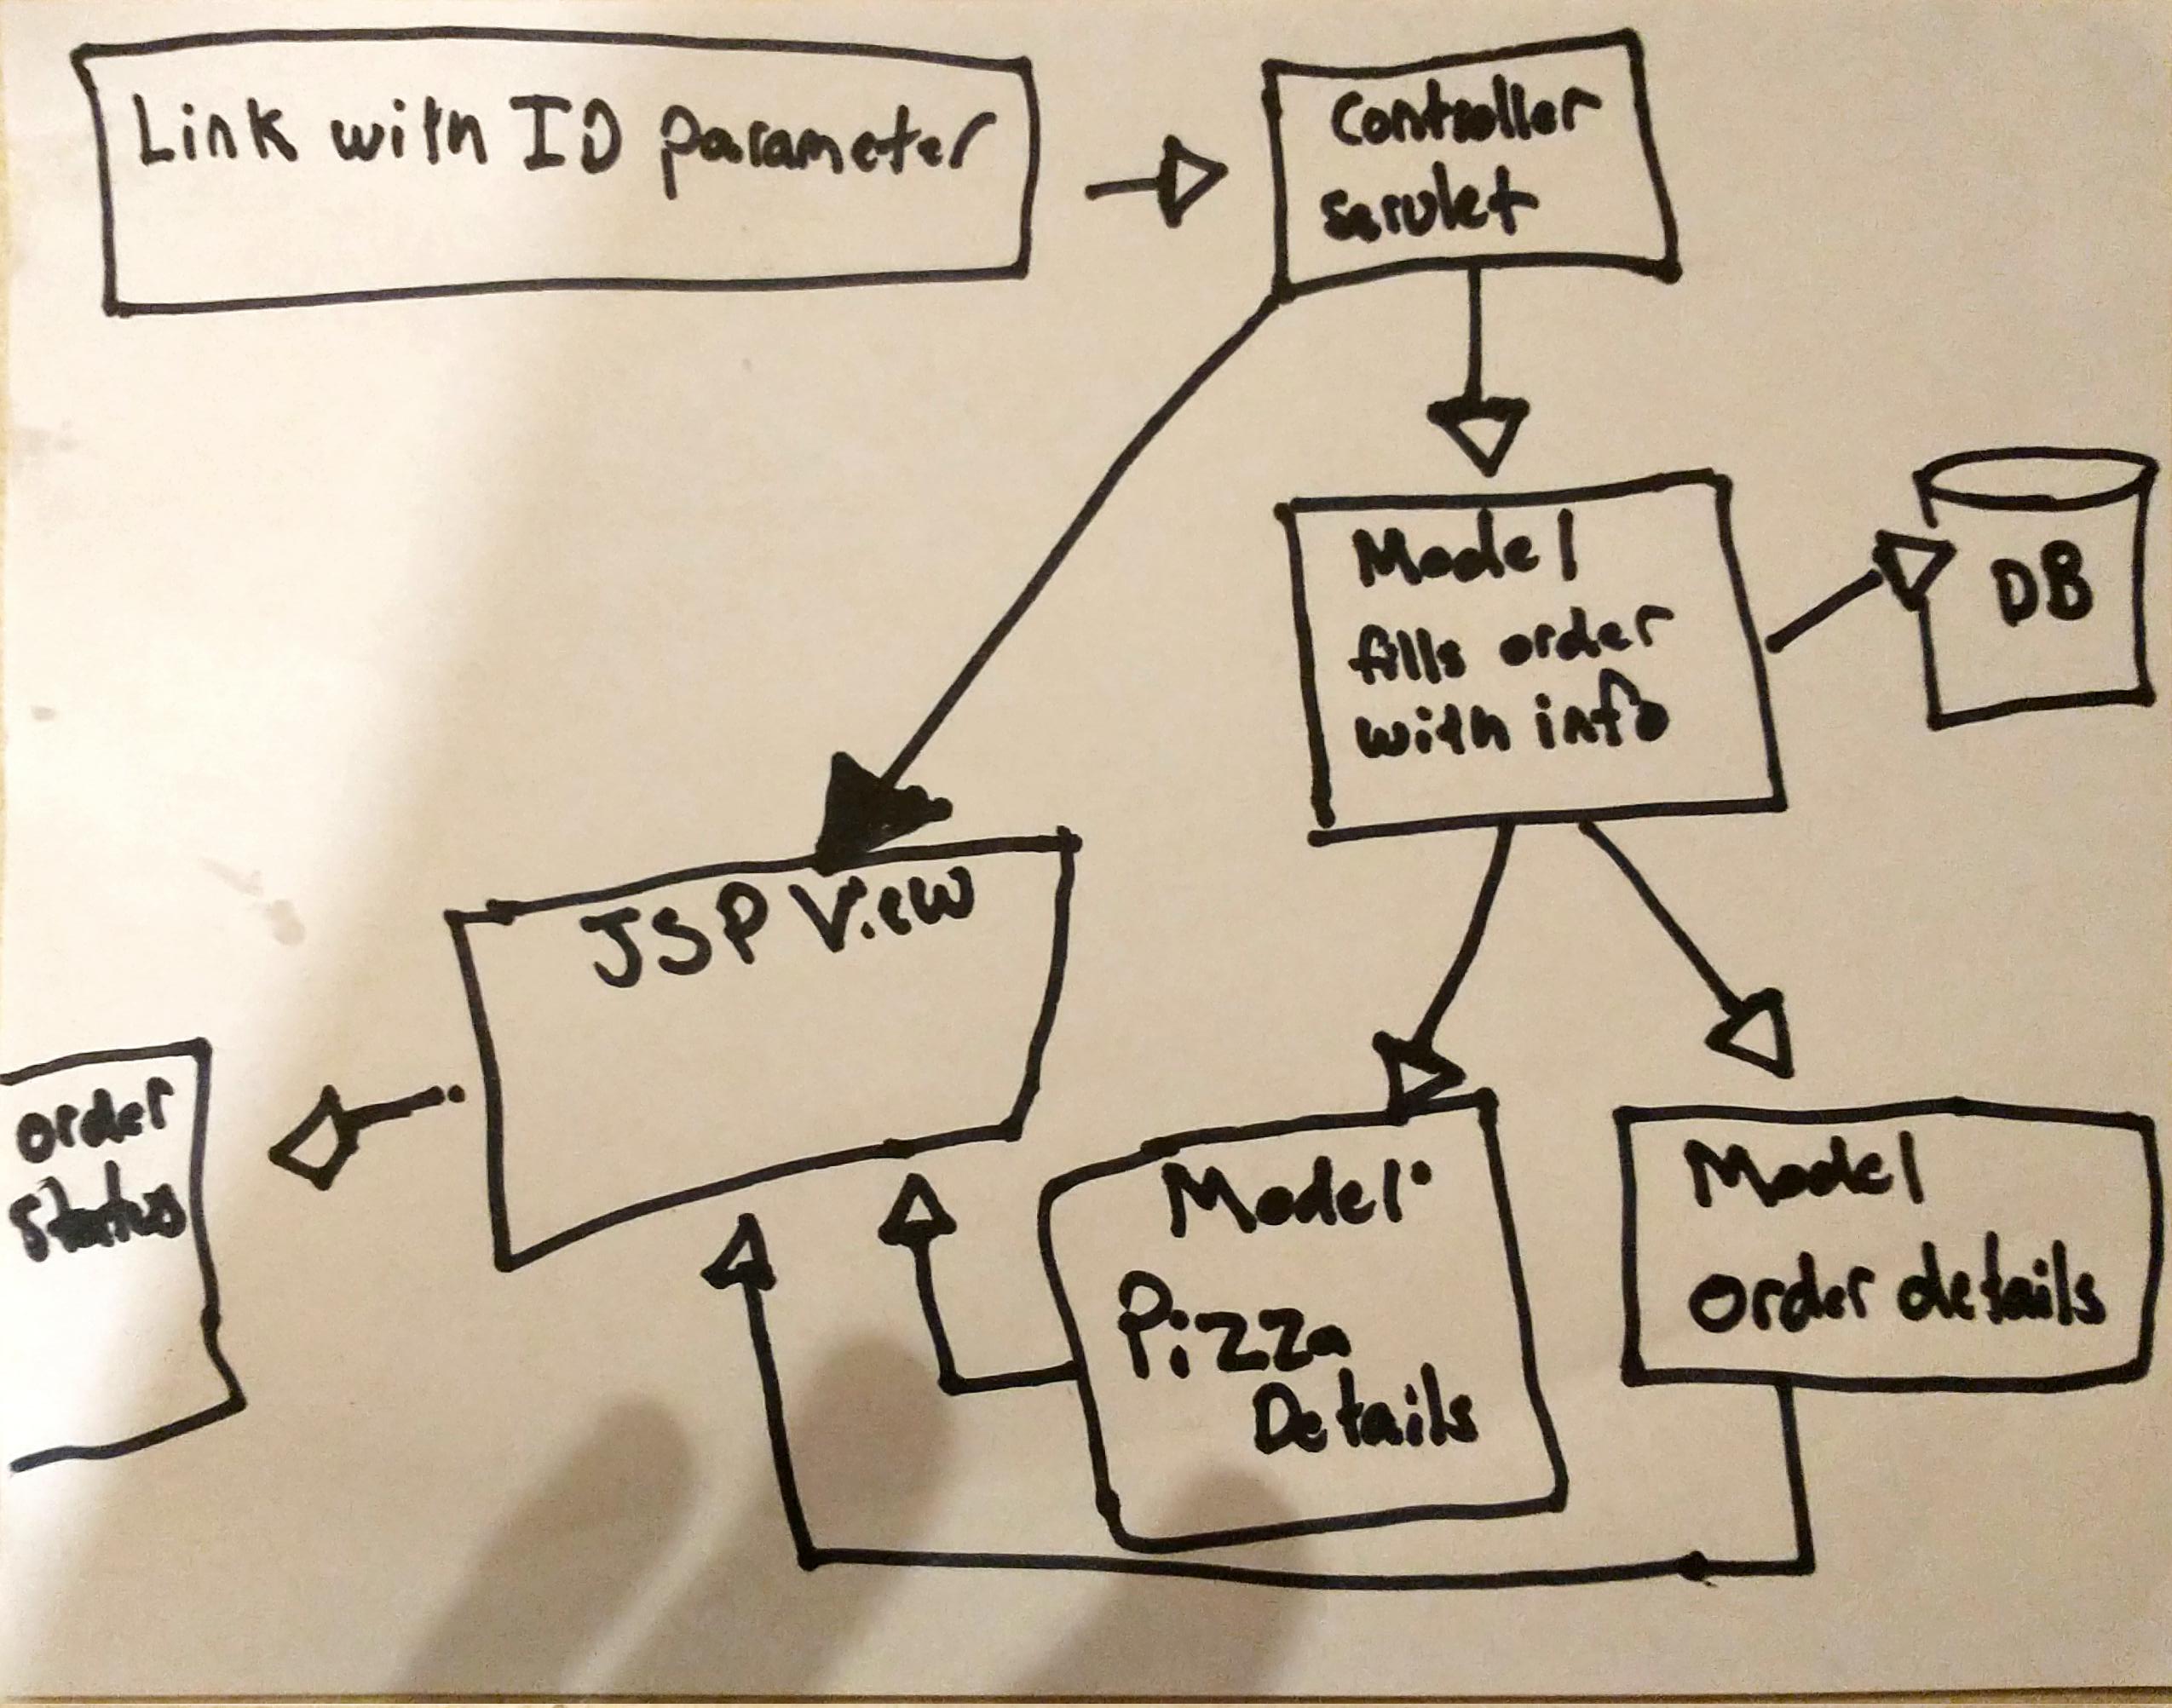 Link with ID parameter
Controller
servlet
Model
fills order
with info
DB
JSP View
order
status
Model
Pizza
Details
Model
order details